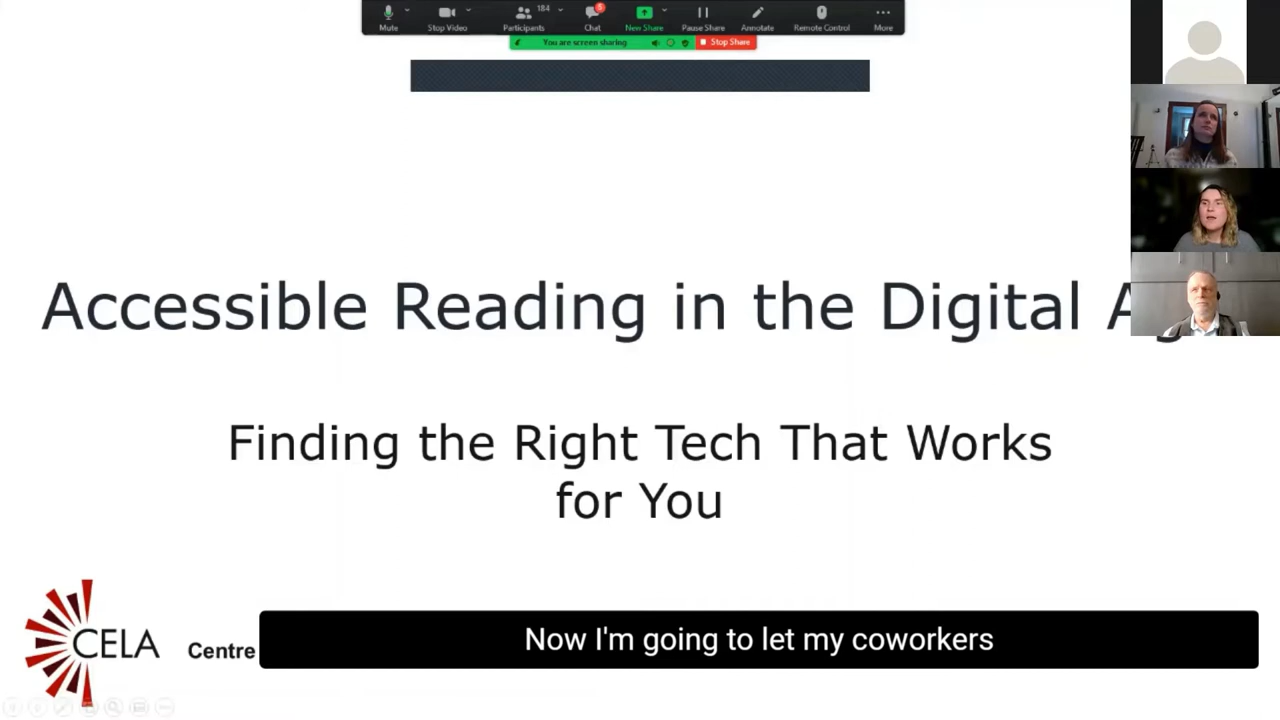 184
8
Mute
Stop Video
Participants
Chat
New Share
Pause Share
Annotate
Remote Control
More
You are screen sharing
Stop Share
Accessible Reading in the Digital
Finding the Right Tech That Works
for You
CELA
Centre
Now I'm going to let my coworkers